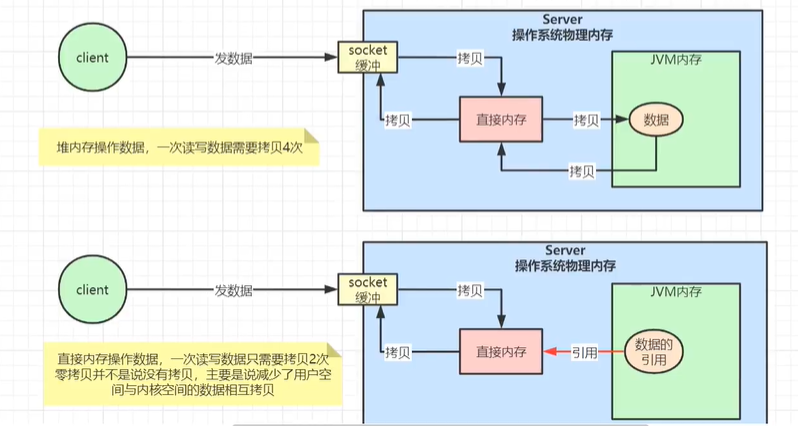 Server
操作系统物理内存
client
发数据
socket
缓冲
拷贝
JVM内存
拷贝
直接内存
拷贝
数据
拷贝
堆内存操作数据，一次读写数据需要拷贝4次
Server
操作系统物理内存
client
发数据
socket
缓冲
拷贝
JVM内存
拷贝
直接内存
引用
数据的
引用
直接内存操作数据，一次读写数据只需要拷贝2次
零拷贝并不是说没有拷贝，主要是说减少了用户空
间与内核空间的数据相互拷贝